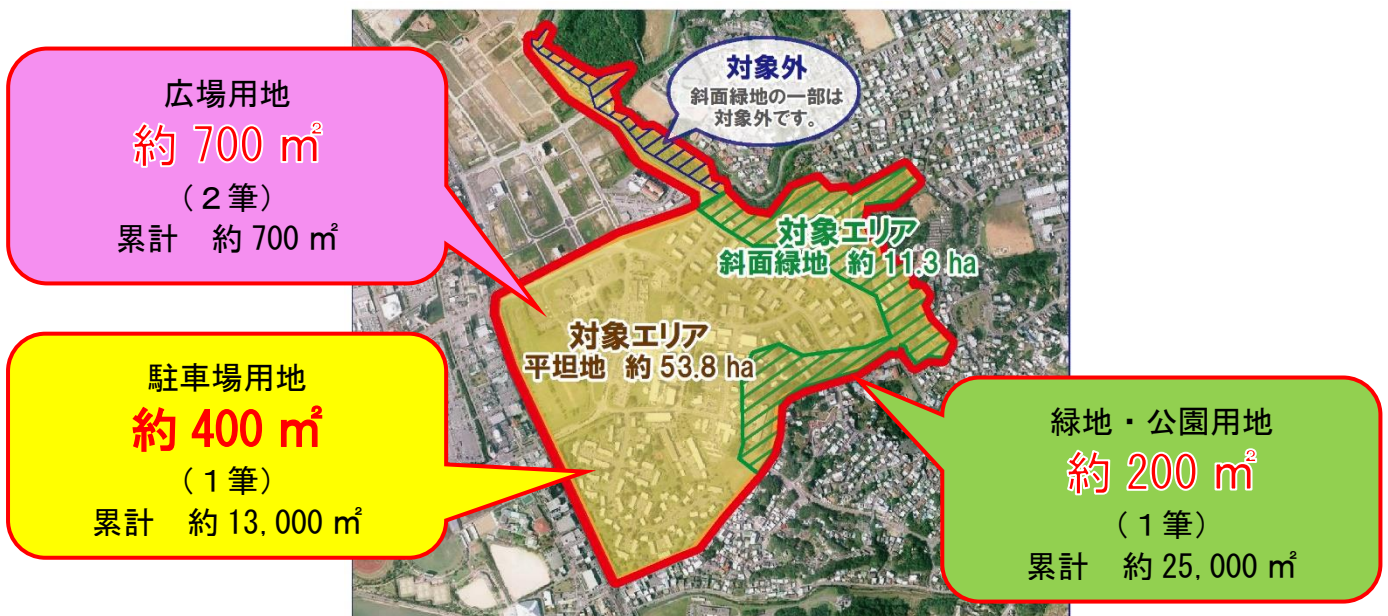 広場用地
約 700 ㎡
（２筆）
累計　約 700 ㎡
駐車場用地
約 400 ㎡
（１筆）
累計　約 13,000 ㎡
対象外
斜面緑地の一部は
対象外です。
対象エリア
斜面緑地　約 11.3 ha
対象エリア
平坦地　約 53.8 ha
緑地・公園用地
約 200 ㎡
（１筆）
累計　約 25,000 ㎡